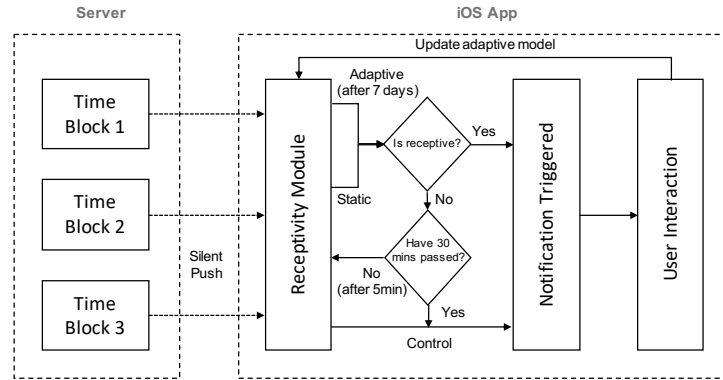 Server
iOS App
Update adaptive model
Time
Block 1
Time
Block 2
Time
Block 3
Silent
Push
Receptivity Module
Adaptive
(after 7 days)
Static
Is receptive?
Yes
No
Have 30
mins passed?
No
(after 5min)
Yes
Control
Notification Triggered
User Interaction